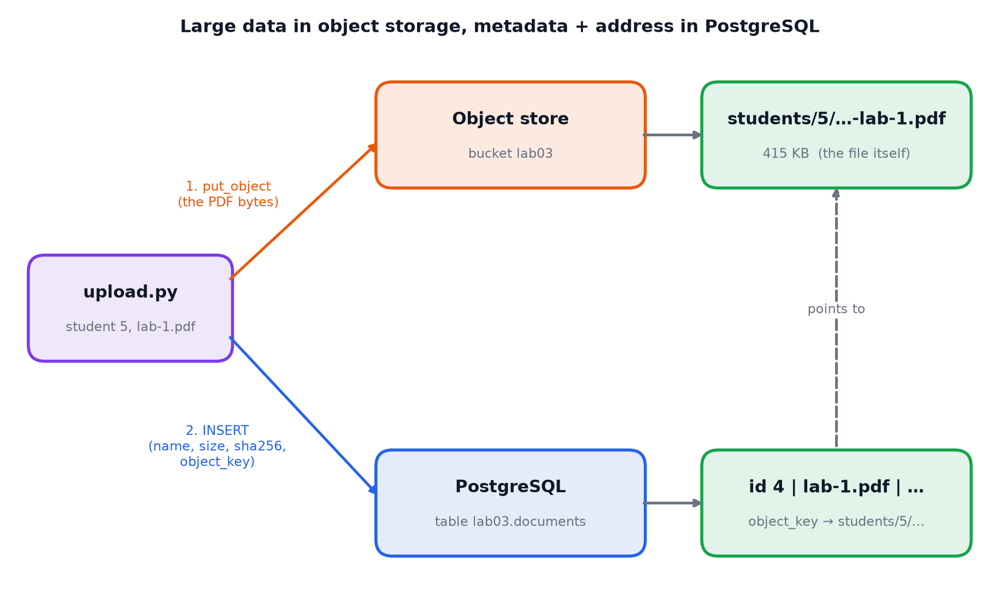 Large data in object storage, metadata + address in PostgreSQL
Object store
bucket lab03
students/5/…-lab-1.pdf
415 KB  (the file itself)
1. put_object
(the PDF bytes)
upload.py
student 5, lab-1.pdf
points to
2. INSERT
(name, size, sha256,
object_key)
PostgreSQL
table lab03.documents
id 4 | lab-1.pdf | …
object_key → students/5/…